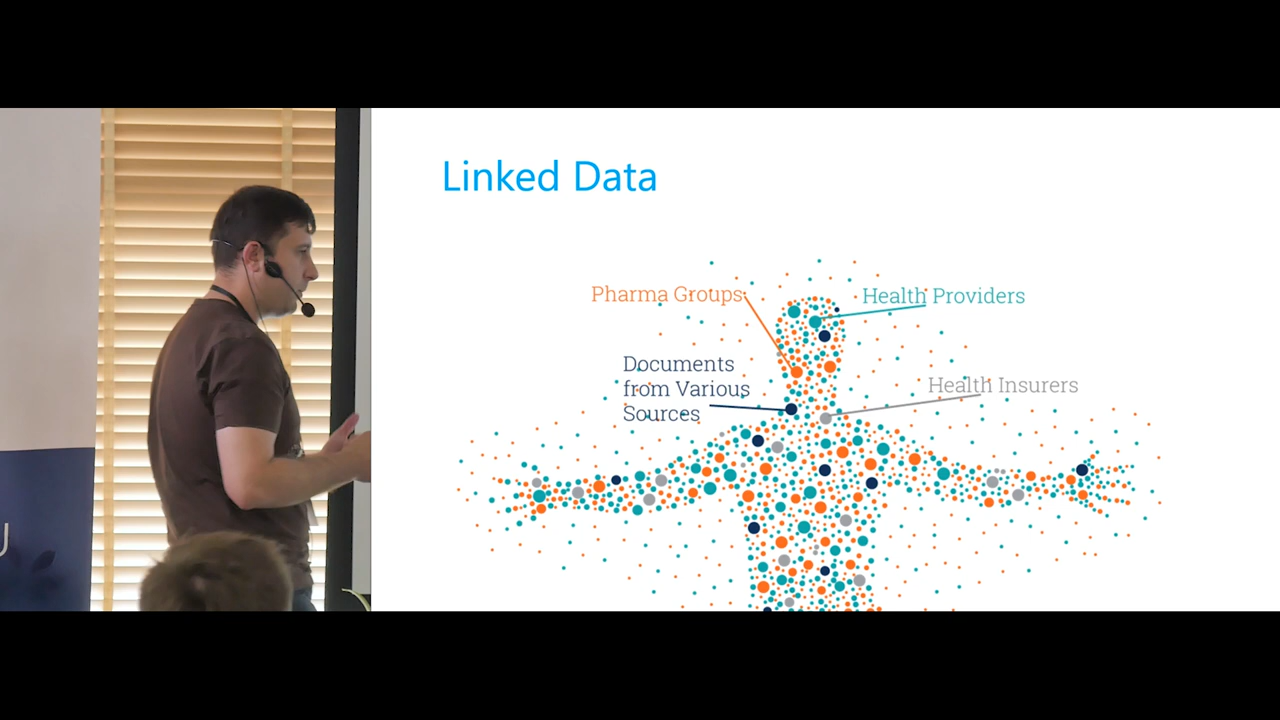 Linked Data
Pharma Groups
Health Providers
Documents
from Various
Sources
Health Insurers
U